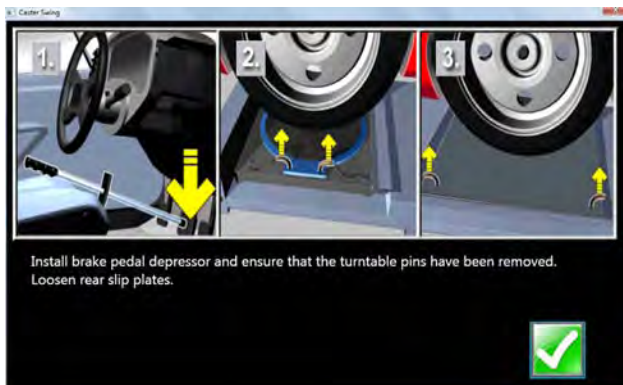 Caster Swing
1.
2.
3.
Install brake pedal depressor and ensure that the turntable pins have been removed.
Loosen rear slip plates.